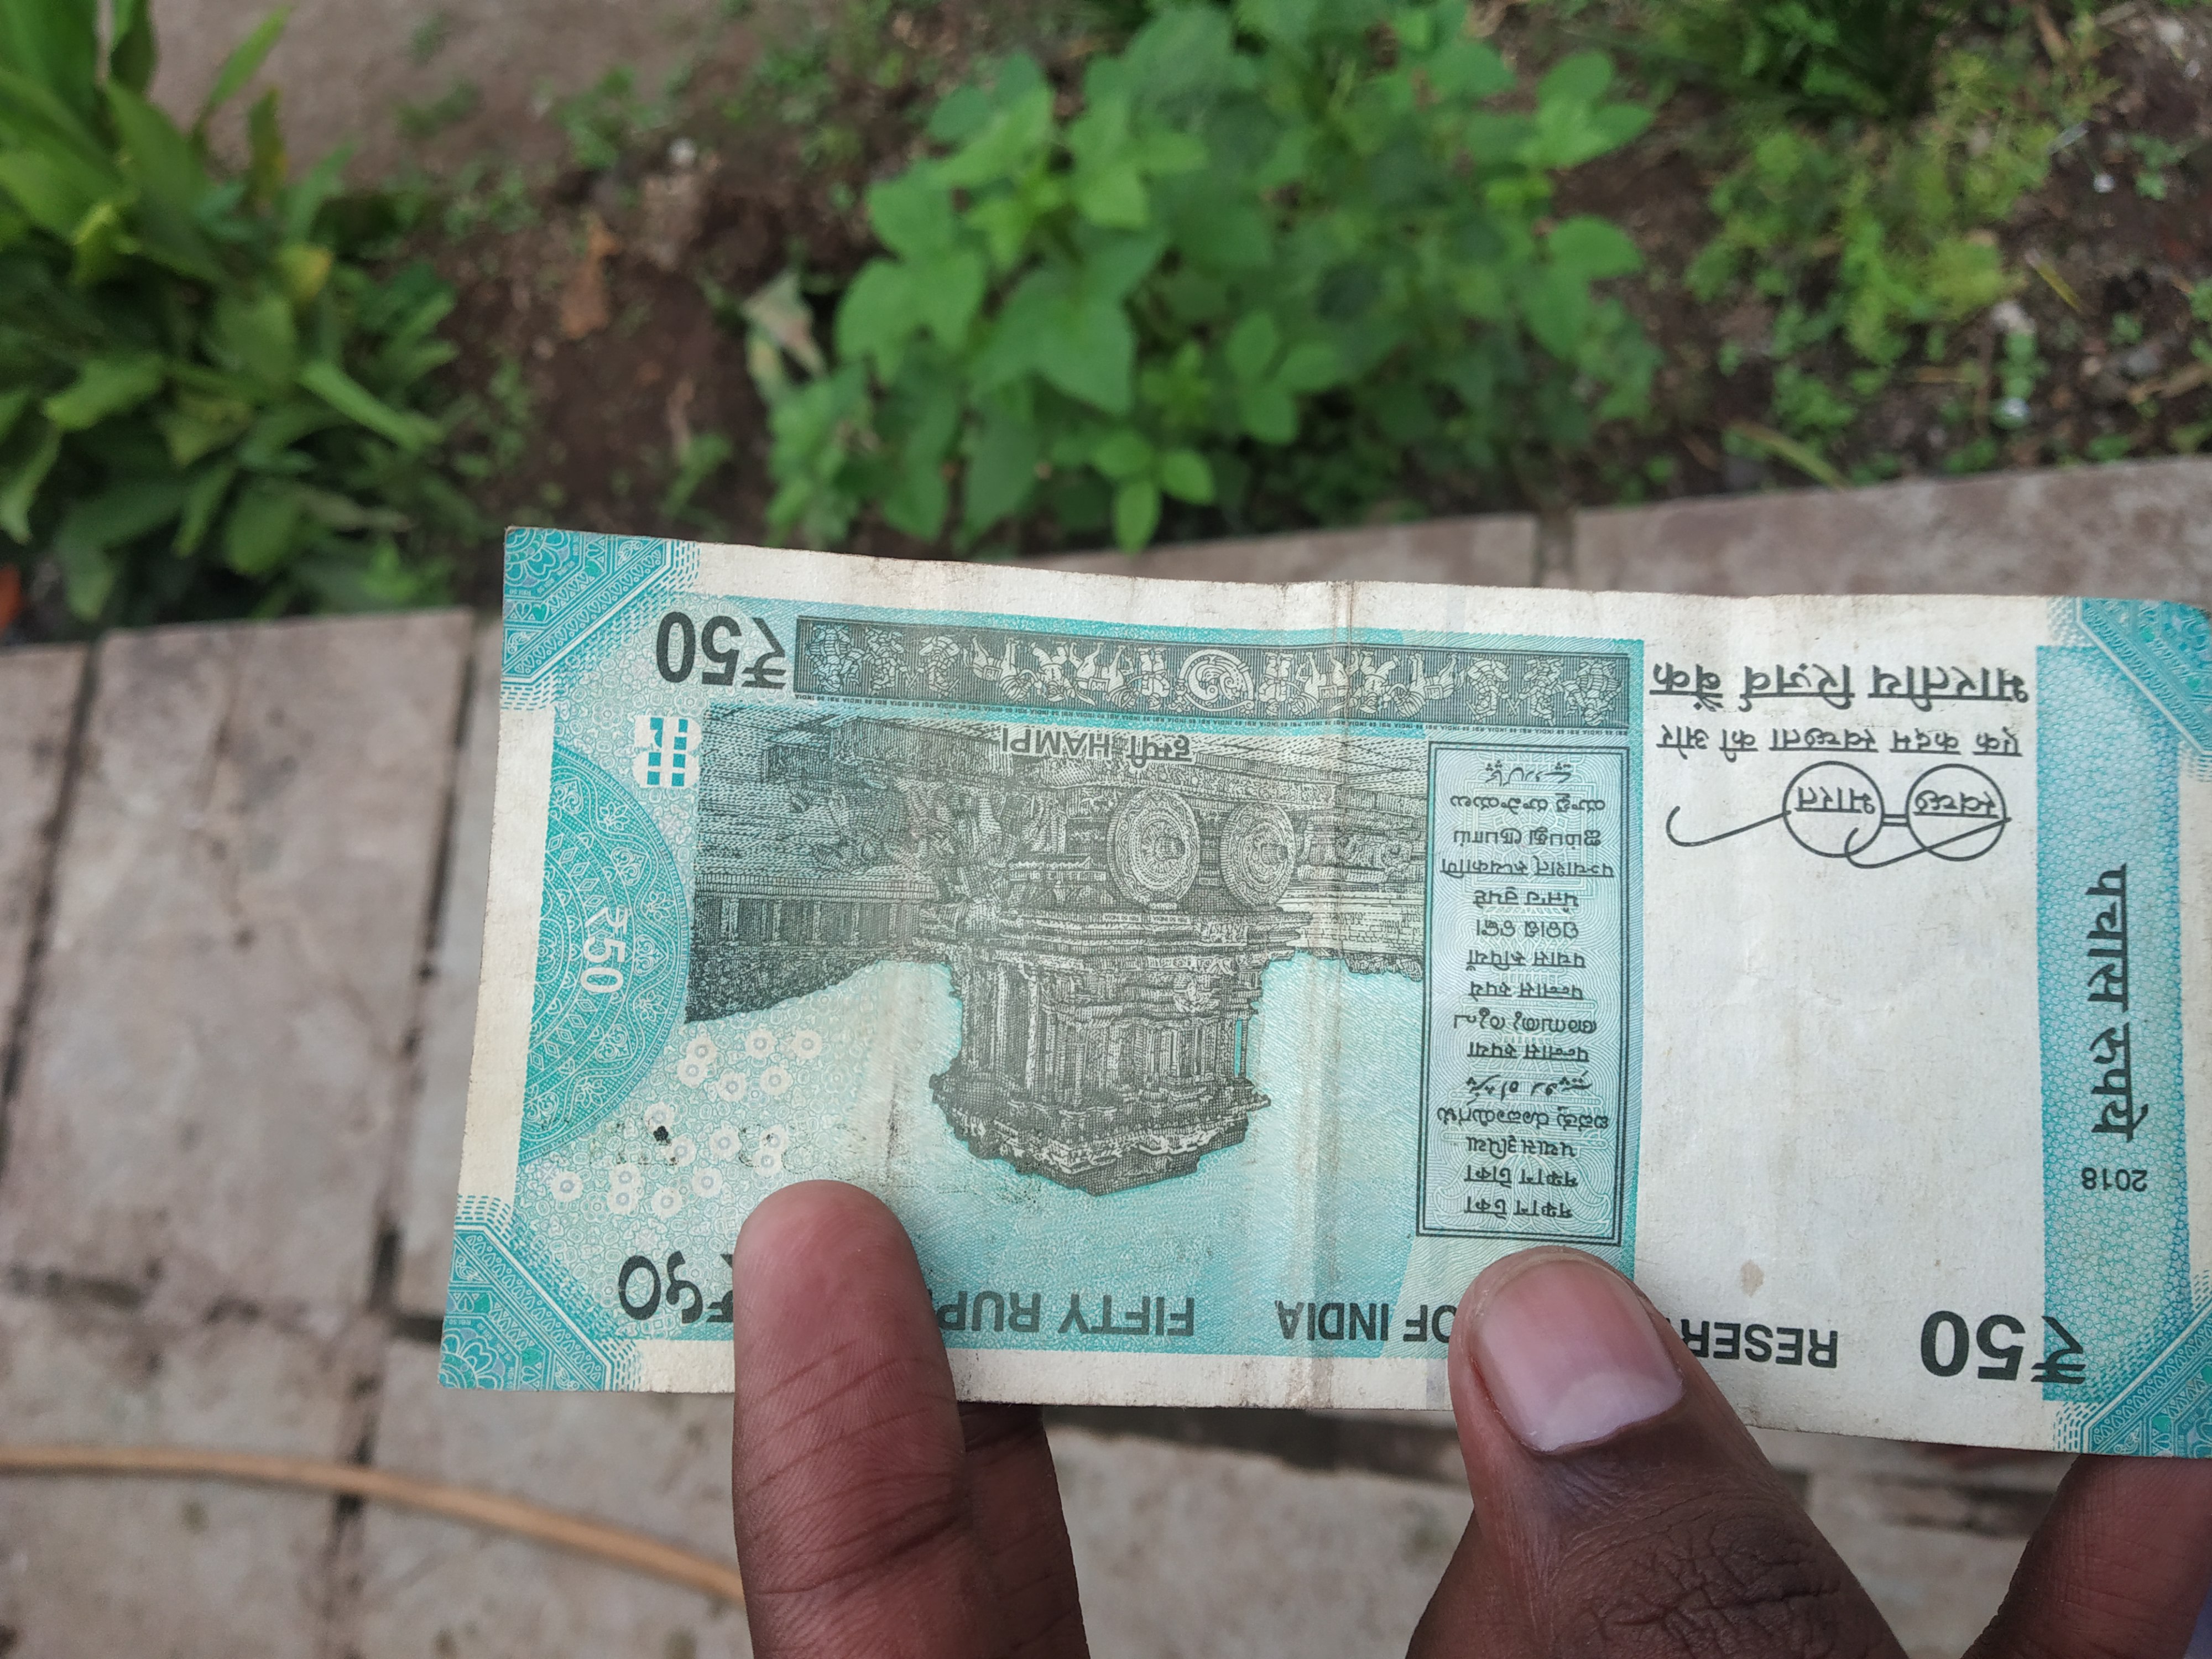 ₹50 RESER OF INDIA FIFTY RUP ₹५०
2018
पचास रुपये
পঞ্চাশ টকা
পঞ্চাশ টাকা
પચાસ રૂપિયા
ಐವತ್ತು ರೂಪಾಯಿಗಳು
पन्नास रुपया
അമ്പതു രൂപ
पन्नास रुपये
पचास रूपियाँ
ପଚାଶ ଟଙ୍କା
ਪੰਜਾਹ ਰੁਪਏ
पञ्चाशत् रूप्यकाणि
ஐம்பது ரூபாய்
యాభై రూపాయలు
پچاس روپے
₹50
स्वच्छ भारत
एक कदम स्वच्छता की ओर
भारतीय रिज़र्व बैंक
हम्पी HAMPI
₹50